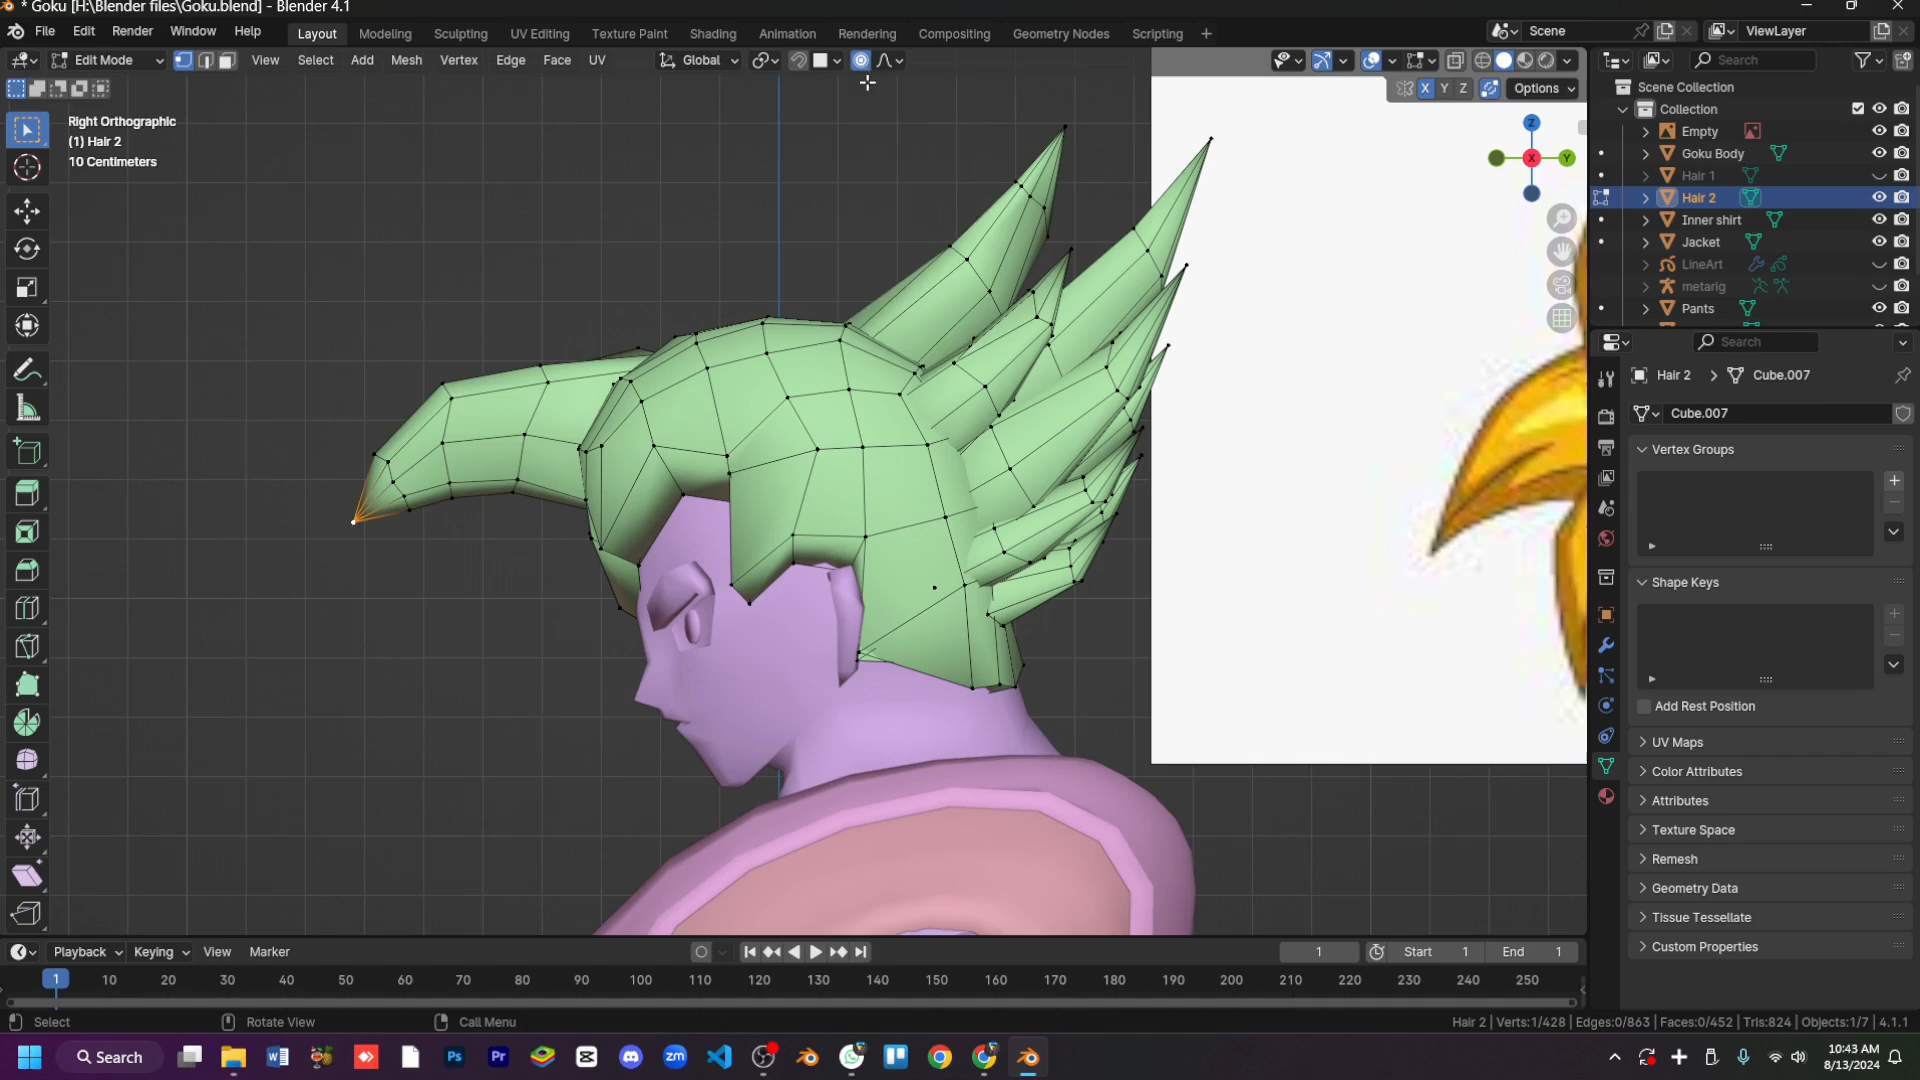 * Goku [H:\Blender files\Goku.blend] - Blender 4.1
File Edit Render Window Help
Layout Modeling Sculpting UV Editing Texture Paint Shading Animation Rendering Compositing Geometry Nodes Scripting +
Scene
ViewLayer
Edit Mode View Select Add Mesh Vertex Edge Face UV
Global
Search
X Y Z Options
Right Orthographic
(1) Hair 2
10 Centimeters
Z
X
Y
Scene Collection
Collection
Empty
Goku Body
Hair 1
Hair 2
Inner shirt
Jacket
LineArt
metarig
Pants
Search
Hair 2 > Cube.007
Cube.007
Vertex Groups
Shape Keys
Add Rest Position
UV Maps
Color Attributes
Attributes
Texture Space
Remesh
Geometry Data
Tissue Tessellate
Custom Properties
Playback Keying View Marker
1 Start 1 End 1
1 10 20 30 40 50 60 70 80 90 100 110 120 130 140 150 160 170 180 190 200 210 220 230 240 250
Select Rotate View Call Menu
Hair 2 | Verts:1/428 | Edges:0/863 | Faces:0/452 | Tris:824 | Objects:1/7 | 4.1.1
Search
W
Ps
Pr
zm
10:43 AM
8/13/2024